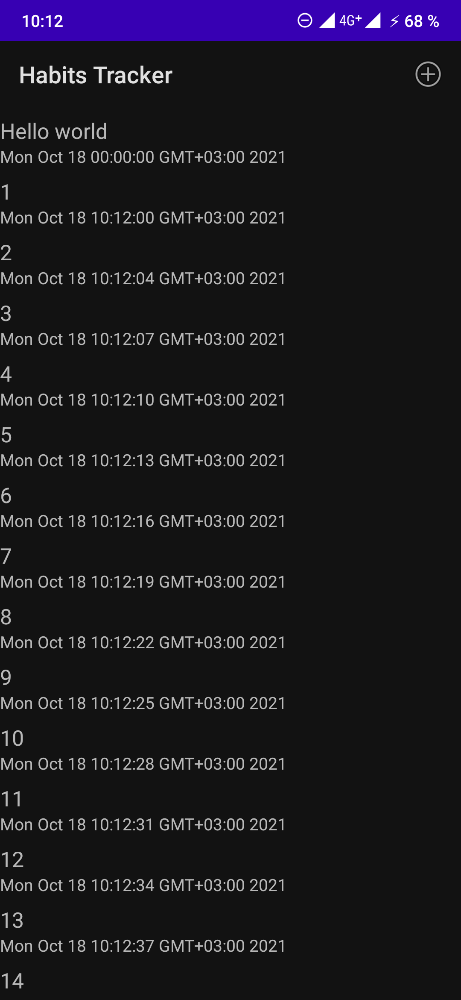 10:12 4G+ 68 %
Habits Tracker
Hello world
Mon Oct 18 00:00:00 GMT+03:00 2021
1
Mon Oct 18 10:12:00 GMT+03:00 2021
2
Mon Oct 18 10:12:04 GMT+03:00 2021
3
Mon Oct 18 10:12:07 GMT+03:00 2021
4
Mon Oct 18 10:12:10 GMT+03:00 2021
5
Mon Oct 18 10:12:13 GMT+03:00 2021
6
Mon Oct 18 10:12:16 GMT+03:00 2021
7
Mon Oct 18 10:12:19 GMT+03:00 2021
8
Mon Oct 18 10:12:22 GMT+03:00 2021
9
Mon Oct 18 10:12:25 GMT+03:00 2021
10
Mon Oct 18 10:12:28 GMT+03:00 2021
11
Mon Oct 18 10:12:31 GMT+03:00 2021
12
Mon Oct 18 10:12:34 GMT+03:00 2021
13
Mon Oct 18 10:12:37 GMT+03:00 2021
14